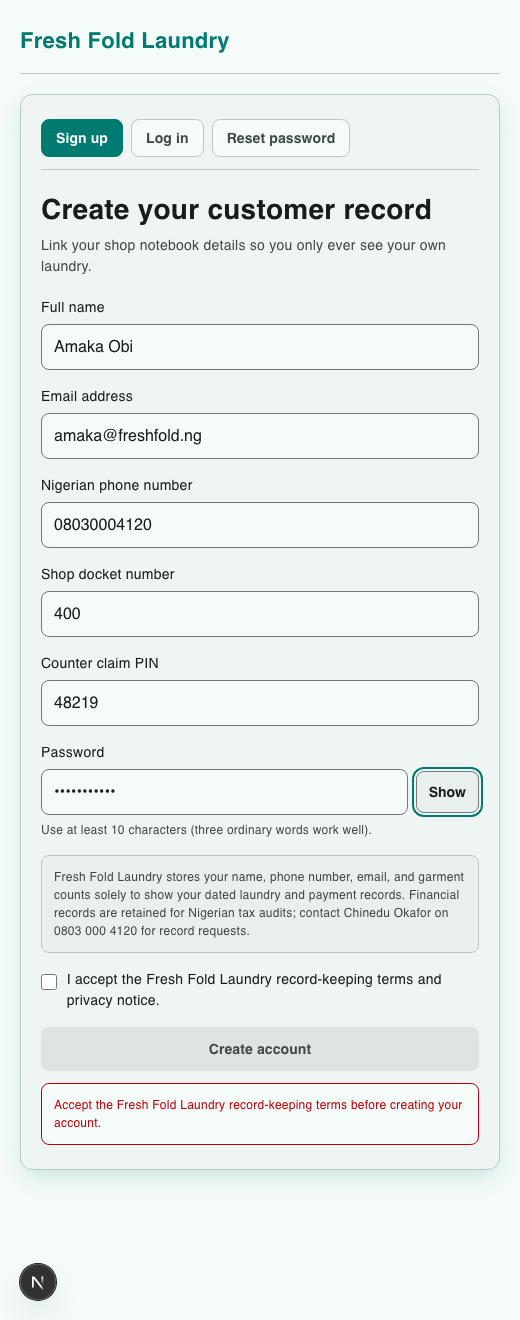 Fresh Fold Laundry
Sign up
Log in
Reset password
Create your customer record
Link your shop notebook details so you only ever see your own
laundry.
Full name
Amaka Obi
Email address
amaka@freshfold.ng
Nigerian phone number
08030004120
Shop docket number
400
Counter claim PIN
48219
Password
•••••••••••
Show
Use at least 10 characters (three ordinary words work well).
Fresh Fold Laundry stores your name, phone number, email, and garment
counts solely to show your dated laundry and payment records. Financial
records are retained for Nigerian tax audits; contact Chinedu Okafor on
0803 000 4120 for record requests.
I accept the Fresh Fold Laundry record-keeping terms and
privacy notice.
Create account
Accept the Fresh Fold Laundry record-keeping terms before creating your
account.
N